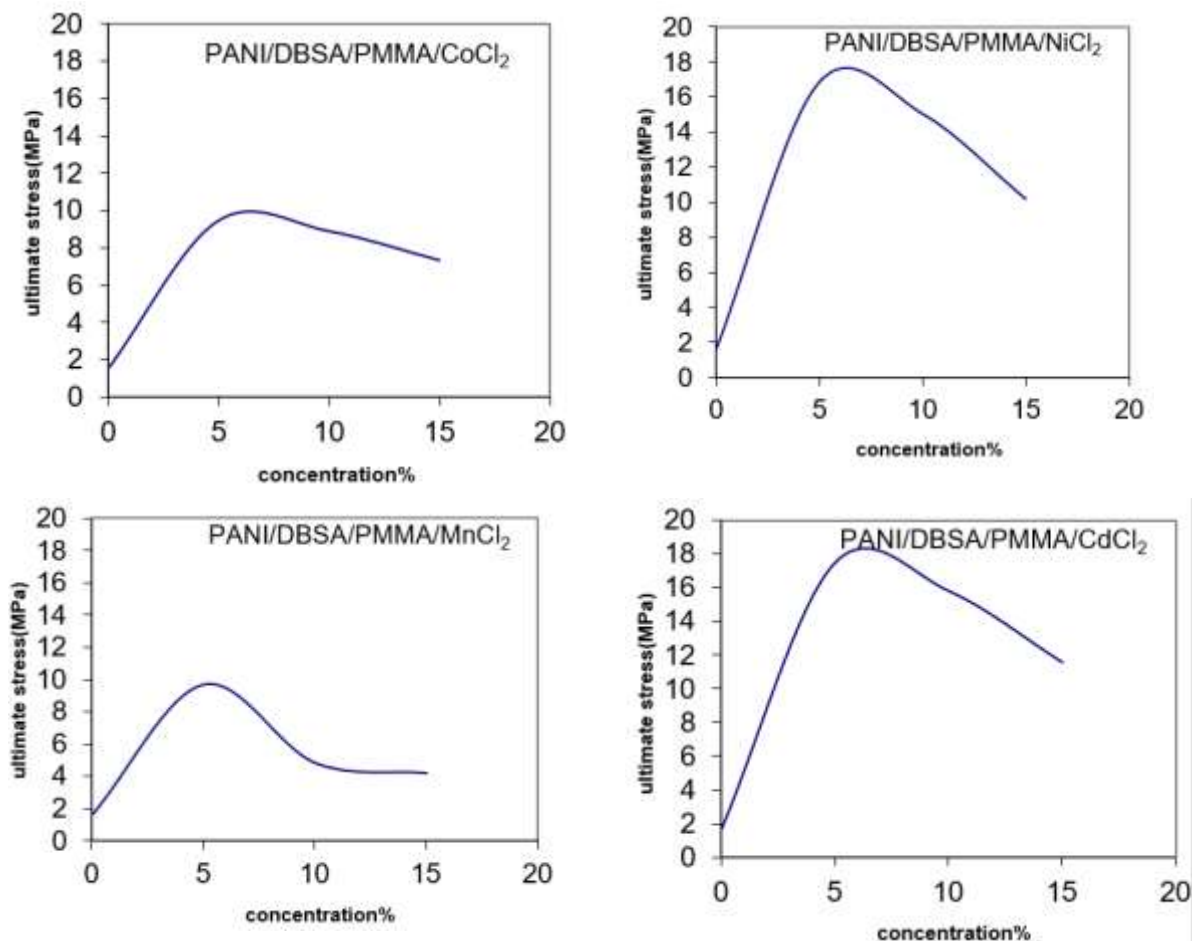 PANI/DBSA/PMMA/CoCl₂
ultimate stress(MPa)
20
18
16
14
12
10
8
6
4
2
0
0 5 10 15 20
concentration%
PANI/DBSA/PMMA/NiCl₂
ultimate stress(MPa)
20
18
16
14
12
10
8
6
4
2
0
0 5 10 15 20
concentration%
PANI/DBSA/PMMA/MnCl₂
ultimate stress(MPa)
20
18
16
14
12
10
8
6
4
2
0
0 5 10 15 20
concentration%
PANI/DBSA/PMMA/CdCl₂
ultimate stress(MPa)
20
18
16
14
12
10
8
6
4
2
0
0 5 10 15 20
concentration%